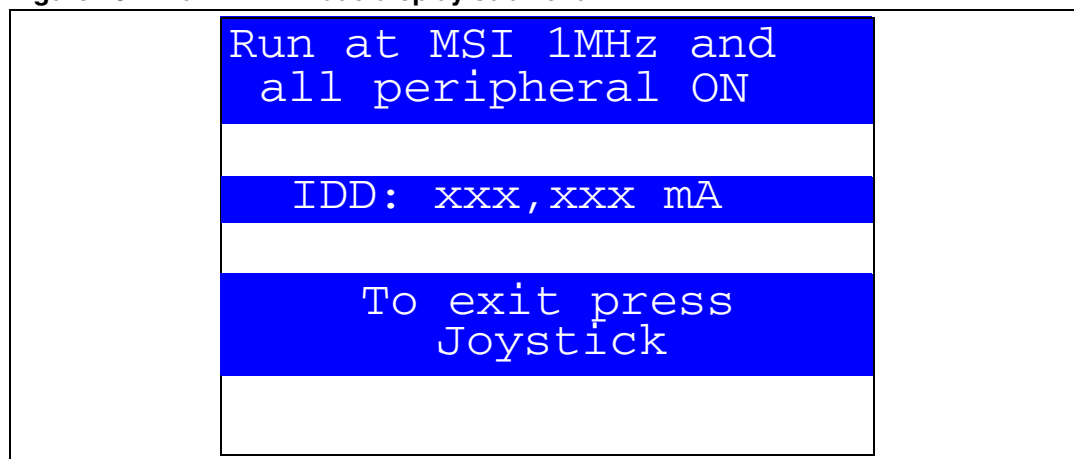 Run at MSI 1MHz and
all peripheral ON
IDD: xxx,xxx mA
To exit press
Joystick